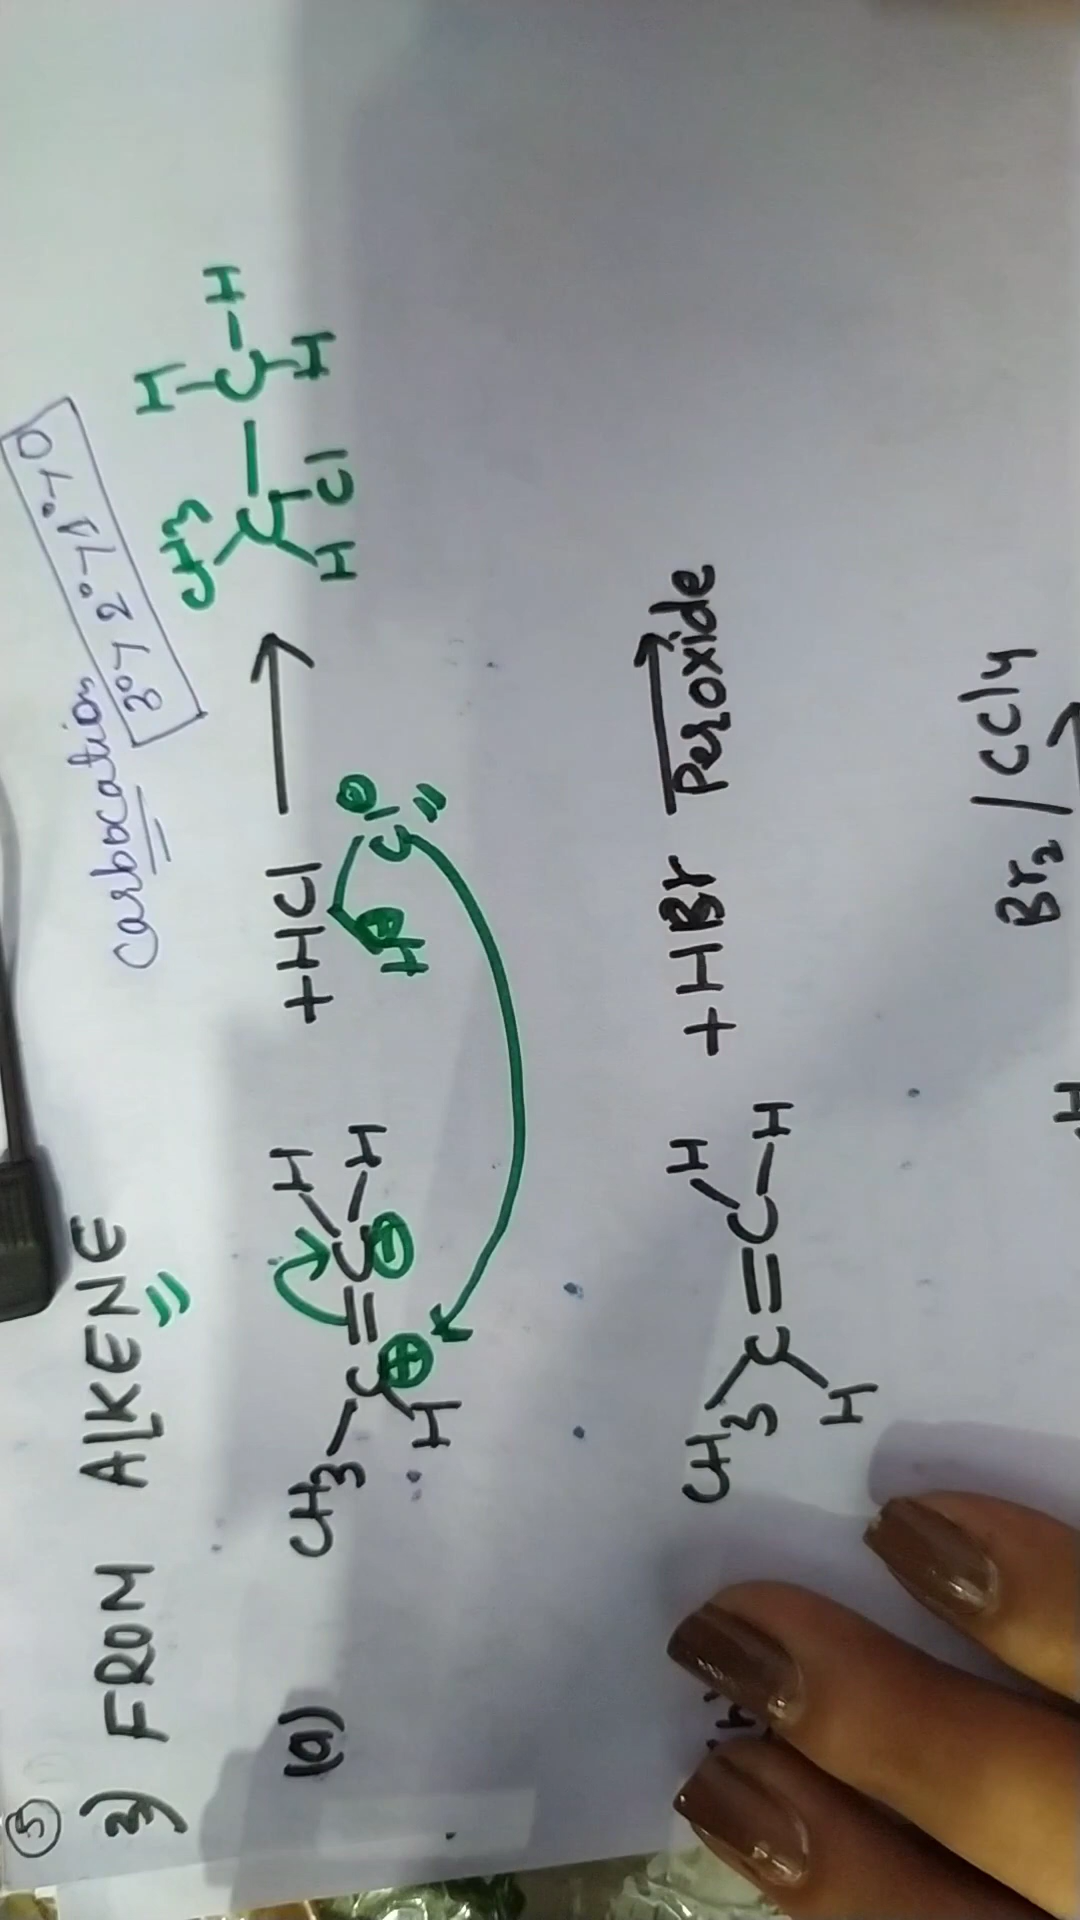 5
3) FROM ALKENE
carbocation
3° > 2° > 1° > 0
(a)
CH3 H
C = C
H ⊕ ⊖ H
+ HCl
H⊕ Cl⊖
→
CH3 H
C — C — H
H Cl H
CH3 H
C = C
H H
+ HBr
→
Peroxide
Br2 / CCl4
→
H